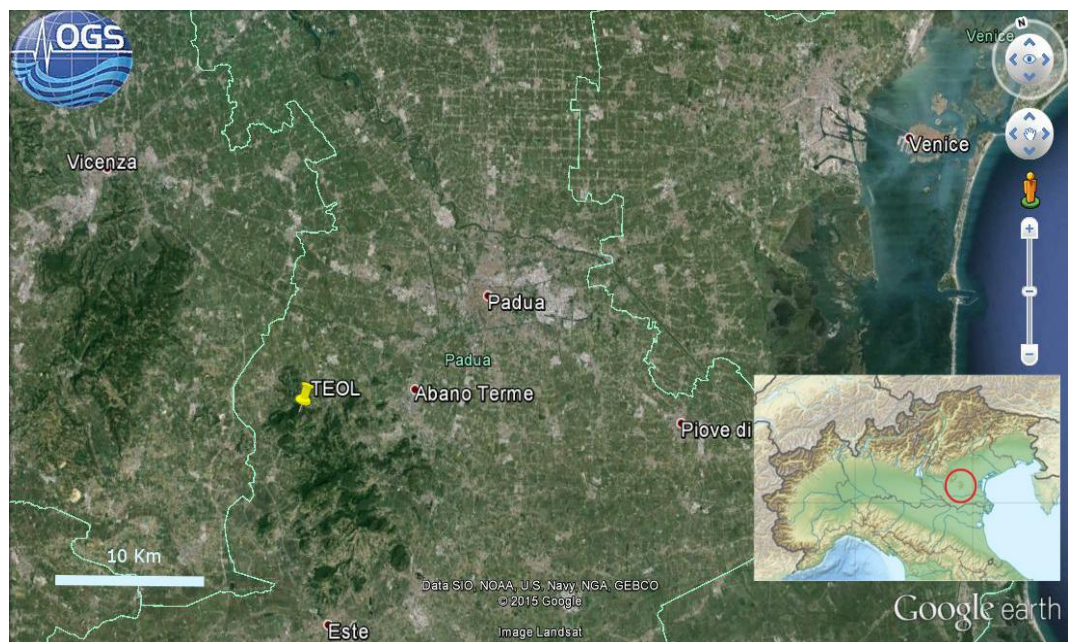 OGS
Venice
N
Vicenza
Venice
Padua
Padua
TEOL
Abano Terme
Piove di
10 Km
Data SIO, NOAA, U.S. Navy, NGA, GEBCO
© 2015 Google
Este
Image Landsat
Google earth